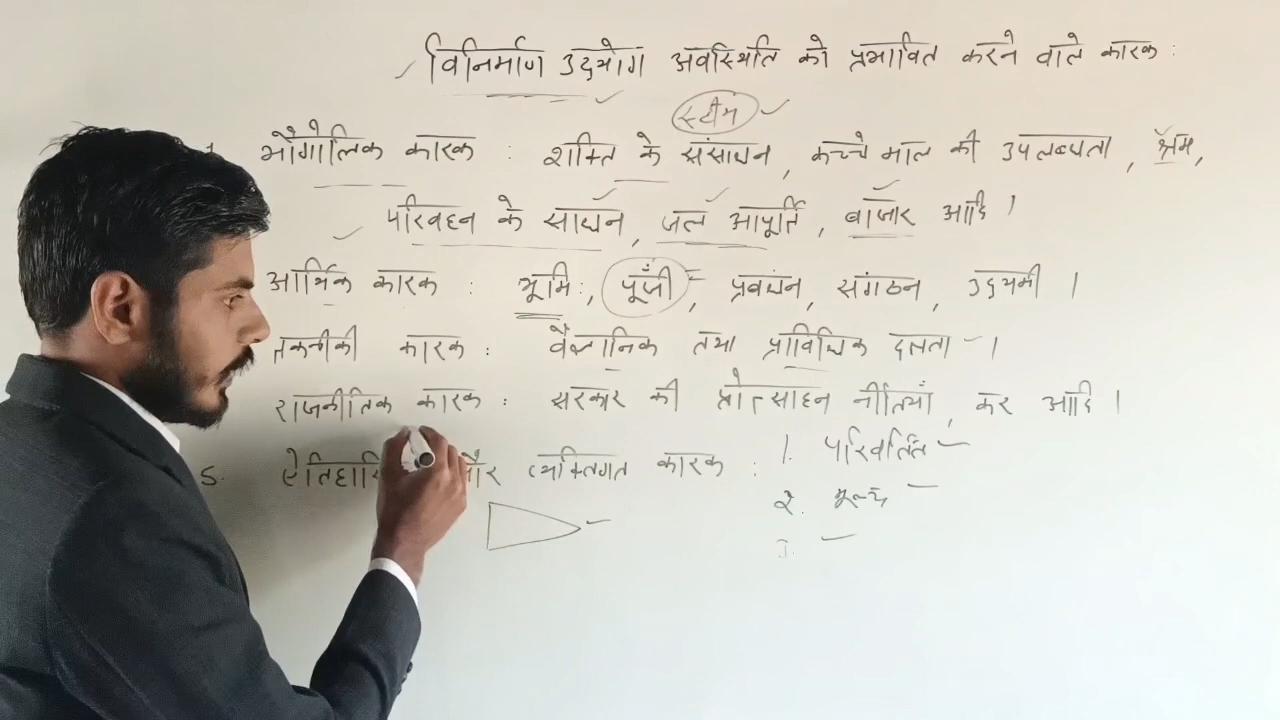 विनिर्माण उद्योग अवस्थिति को प्रभावित करने वाले कारक :
स्टीम
1. भौगोलिक कारक : शक्ति के संसाधन, कच्चे माल की उपलब्धता, श्रम,
परिवहन के साधन, जल आपूर्ति, बाजार आदि ।
आर्थिक कारक : भूमि, पूँजी, प्रबंधन, संगठन, उद्यमी ।
तकनीकी कारक : वैज्ञानिक तथा प्राविधिक दक्षता ।
राजनीतिक कारक : सरकार की प्रोत्साहन नीतियाँ, कर आदि ।
1. परिवर्तित
5. और व्यक्तिगत कारक :
2. मूल्य
3.